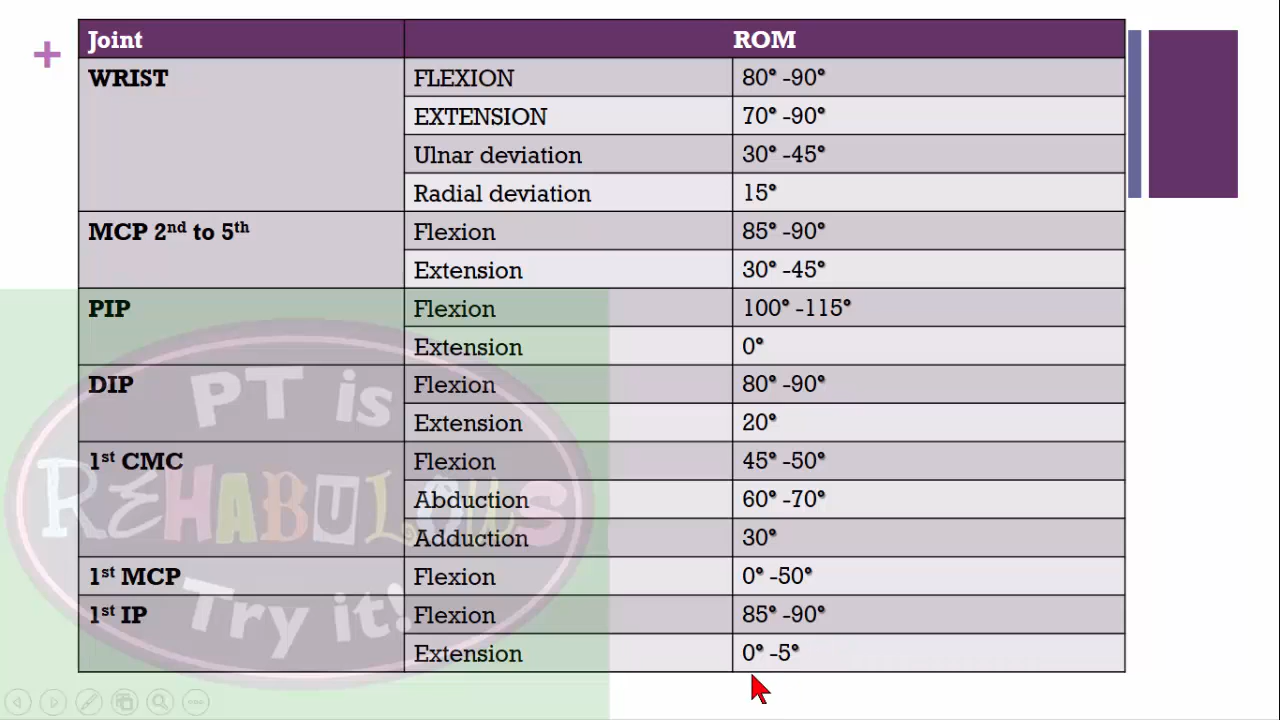 +
Joint ROM
WRIST FLEXION 80° -90°
EXTENSION 70° -90°
Ulnar deviation 30° -45°
Radial deviation 15°
MCP 2nd to 5th Flexion 85° -90°
Extension 30° -45°
PIP Flexion 100° -115°
Extension 0°
DIP Flexion 80° -90°
Extension 20°
1st CMC Flexion 45° -50°
Abduction 60° -70°
Adduction 30°
1st MCP Flexion 0° -50°
1st IP Flexion 85° -90°
Extension 0° -5°
PT is
REHABULOUS
Try it!